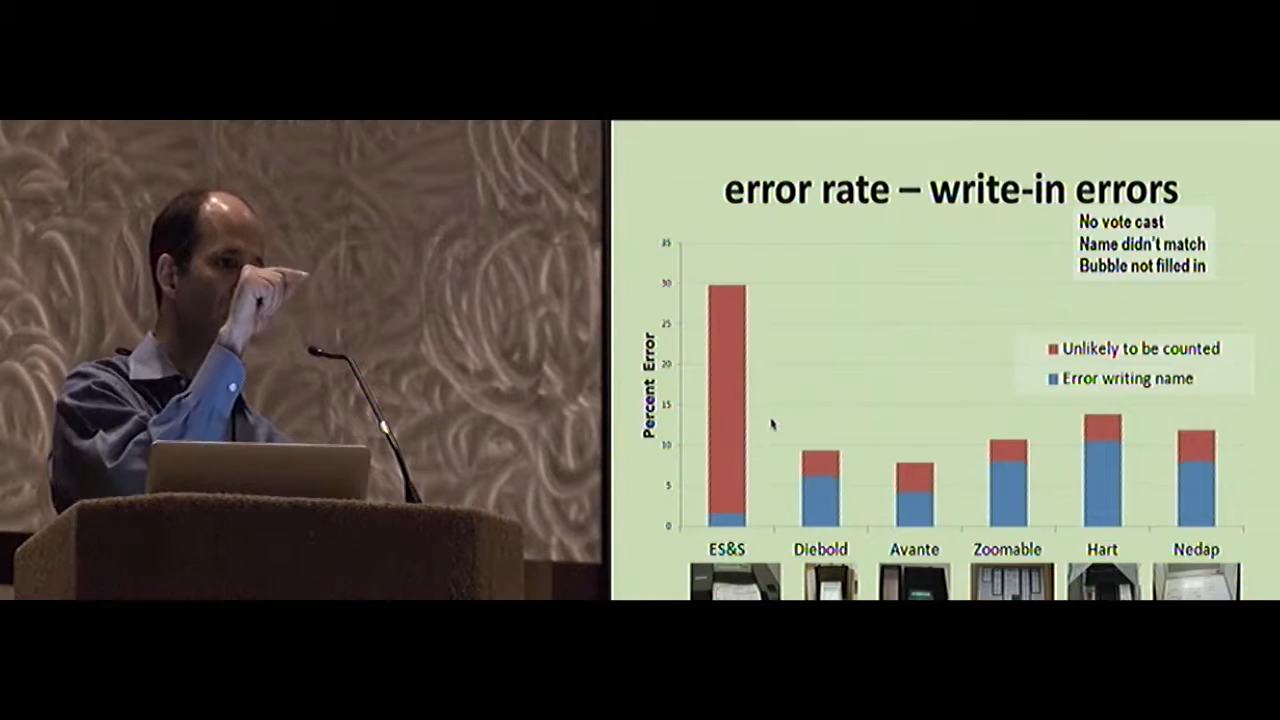 error rate – write-in errors
No vote cast
Name didn't match
Bubble not filled in
35
30
25
20
15
10
5
0
Percent Error
Unlikely to be counted
Error writing name
ES&S Diebold Avante Zoomable Hart Nedap